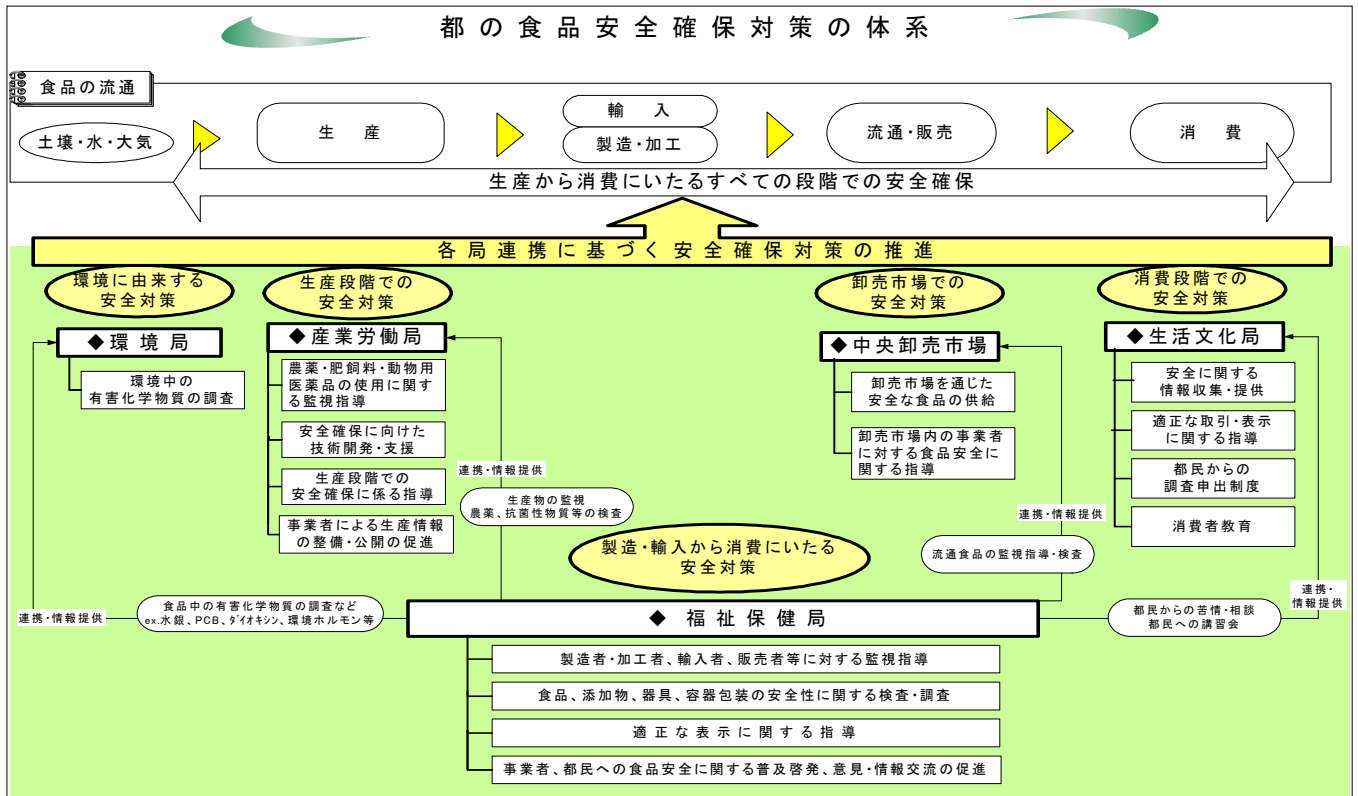 都の食品安全確保対策の体系
食品の流通
土壌・水・大気
生産
輸入
製造・加工
流通・販売
消費
生産から消費にいたるすべての段階での安全確保
各局連携に基づく安全確保対策の推進
環境に由来する
安全対策
生産段階での
安全対策
卸売市場での
安全対策
消費段階での
安全対策
◆環境局
環境中の
有害化学物質の調査
◆産業労働局
農薬・肥飼料・動物用
医薬品の使用に関す
る監視指導
安全確保に向けた
技術開発・支援
生産段階での
安全確保に係る指導
事業者による生産情報
の整備・公開の促進
連携・情報提供
生産物の監視
農薬、抗菌性物質等の検査
◆中央卸売市場
卸売市場を通じた
安全な食品の供給
卸売市場内の事業者
に対する食品安全に
関する指導
連携・情報提供
流通食品の監視指導・検査
◆生活文化局
安全に関する
情報収集・提供
適正な取引・表示
に関する指導
都民からの
調査申出制度
消費者教育
製造・輸入から消費にいたる
安全対策
連携・情報提供
食品中の有害化学物質の調査など
ex.水銀、PCB、ダイオキシン、環境ホルモン等
◆ 福祉保健局
都民からの苦情・相談
都民への講習会
連携・
情報提供
製造者・加工者、輸入者、販売者等に対する監視指導
食品、添加物、器具、容器包装の安全性に関する検査・調査
適正な表示に関する指導
事業者、都民への食品安全に関する普及啓発、意見・情報交流の促進